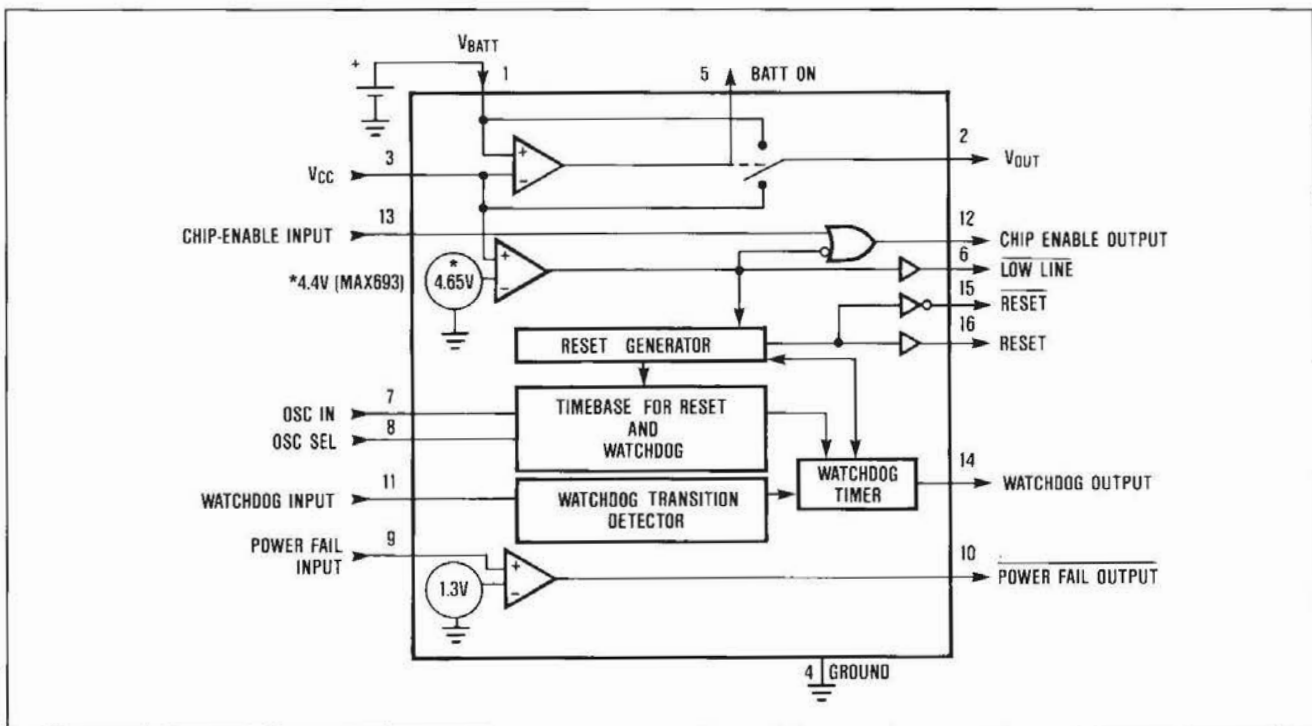 VBATT
+
1
5 BATT ON
+
−
3
VCC
2
VOUT
13
CHIP-ENABLE INPUT
12
CHIP ENABLE OUTPUT
*
4.65V
*4.4V (MAX693)
+
−
6
LOW LINE
15
RESET
16
RESET
RESET GENERATOR
7
OSC IN
8
OSC SEL
TIMEBASE FOR RESET
AND
WATCHDOG
WATCHDOG
TIMER
14
WATCHDOG OUTPUT
11
WATCHDOG INPUT
WATCHDOG TRANSITION
DETECTOR
9
POWER FAIL
INPUT
1.3V
+
−
10
POWER FAIL OUTPUT
4 GROUND